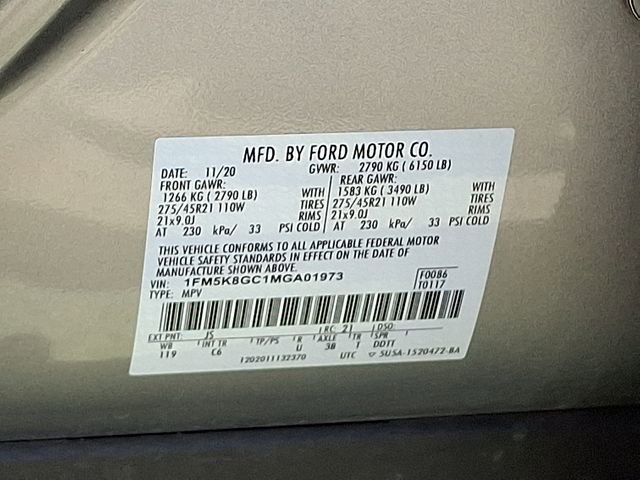 MFD. BY FORD MOTOR CO.
DATE: 11/20 GVWR: 2790 KG ( 6150 LB)
FRONT GAWR: REAR GAWR:
1266 KG ( 2790 LB) WITH 1583 KG ( 3490 LB) WITH
275/45R21 110W TIRES 275/45R21 110W TIRES
21x9.0J RIMS 21x9.0J RIMS
AT 230 kPa/ 33 PSI COLD AT 230 kPa/ 33 PSI COLD
THIS VEHICLE CONFORMS TO ALL APPLICABLE FEDERAL MOTOR
VEHICLE SAFETY STANDARDS IN EFFECT ON THE DATE OF
MANUFACTURE SHOWN ABOVE.
VIN: 1FM5K8GC1MGA01973 F0086
TYPE: MPV T0117
EXT PNT: JS RC: 21 DSO:
WB INT TR TP/PS R AXLE TR SPR
119 C6 U 3B T DDTT
1202011132370 UTC 5U5A-1520472-BA